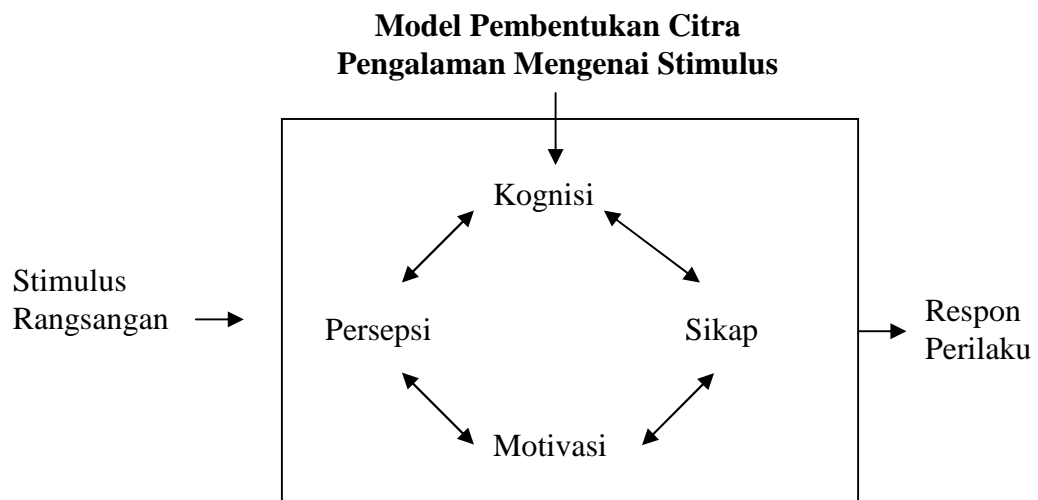 Model Pembentukan Citra
Pengalaman Mengenai Stimulus
Kognisi
Stimulus
Rangsangan
Persepsi
Sikap
Respon
Perilaku
Motivasi